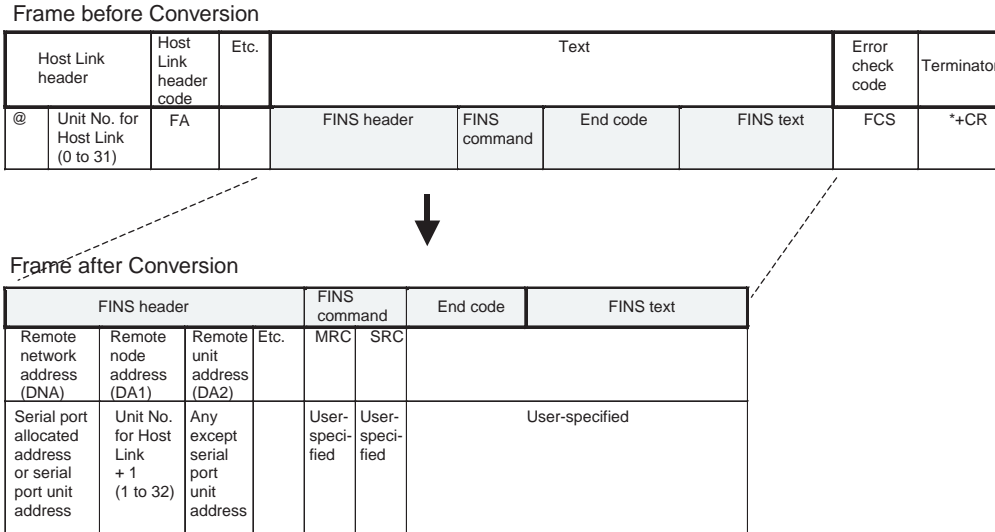 Frame before Conversion
Host Link
header
Host
Link
header
code
Etc.
Text
Error
check
code
Terminator
@
Unit No. for
Host Link
(0 to 31)
FA
FINS header
FINS
command
End code
FINS text
FCS
*+CR
Frame after Conversion
FINS header
FINS
command
End code
FINS text
Remote
network
address
(DNA)
Remote
node
address
(DA1)
Remote
unit
address
(DA2)
Etc.
MRC
SRC
Serial port
allocated
address
or serial
port unit
address
Unit No.
for Host
Link
+ 1
(1 to 32)
Any
except
serial
port
unit
address
User-
speci-
fied
User-
speci-
fied
User-specified